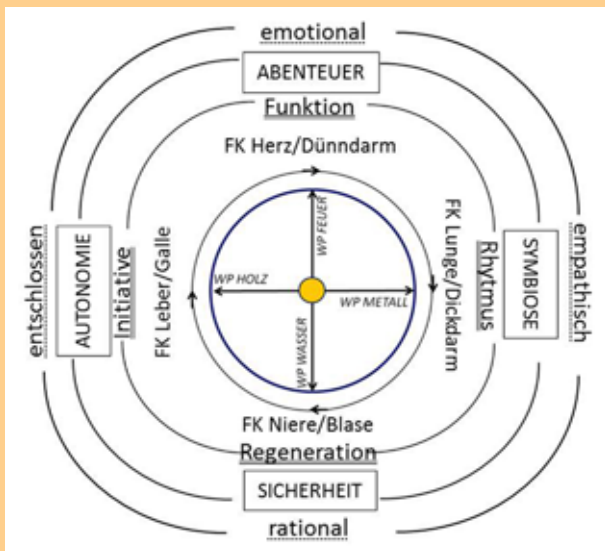 emotional
ABENTEUER
Funktion
FK Herz/Dünndarm
entschlossen
AUTONOMIE
Initiative
FK Leber/Galle
WP FEUER
WP HOLZ
WP METALL
WP WASSER
FK Lunge/Dickdarm
Rhytmus
SYMBIOSE
empathisch
FK Niere/Blase
Regeneration
SICHERHEIT
rational